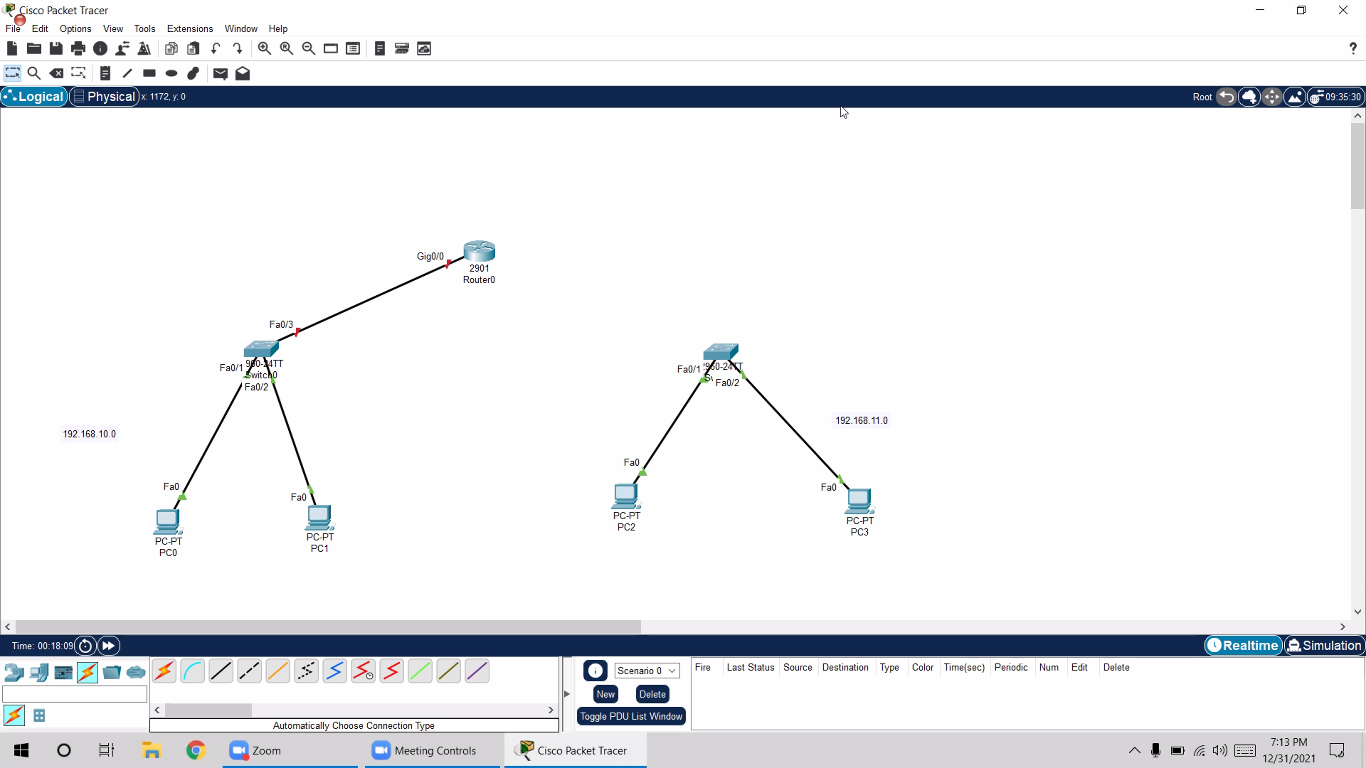 Cisco Packet Tracer
File Edit Options View Tools Extensions Window Help
?
Logical Physical x: 1172, y: 0 Root 09:35:30
Gig0/0
2901
Router0
Fa0/3
Fa0/1
Switch0
Fa0/2
192.168.10.0
Fa0
Fa0
PC-PT
PC0
PC-PT
PC1
Fa0/1
Fa0/2
192.168.11.0
Fa0
Fa0
PC-PT
PC2
PC-PT
PC3
Time: 00:18:09 Realtime Simulation
Scenario 0
New Delete
Toggle PDU List Window
Fire Last Status Source Destination Type Color Time(sec) Periodic Num Edit Delete
Automatically Choose Connection Type
Zoom Meeting Controls Cisco Packet Tracer
7:13 PM
12/31/2021